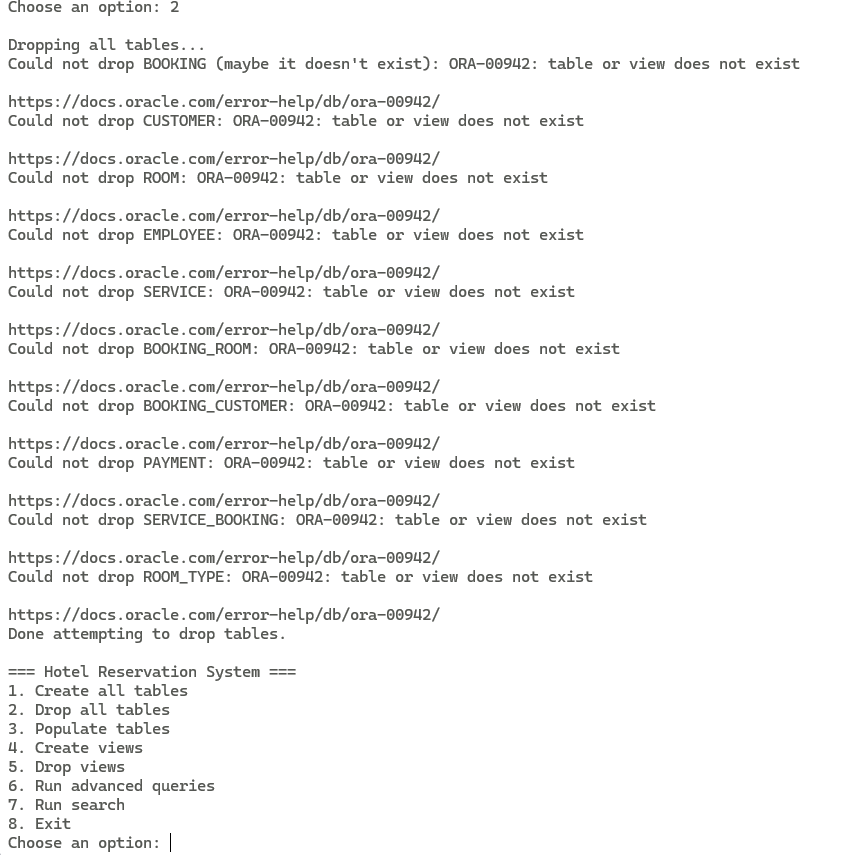 Choose an option: 2
Dropping all tables...
Could not drop BOOKING (maybe it doesn't exist): ORA-00942: table or view does not exist
https://docs.oracle.com/error-help/db/ora-00942/
Could not drop CUSTOMER: ORA-00942: table or view does not exist
https://docs.oracle.com/error-help/db/ora-00942/
Could not drop ROOM: ORA-00942: table or view does not exist
https://docs.oracle.com/error-help/db/ora-00942/
Could not drop EMPLOYEE: ORA-00942: table or view does not exist
https://docs.oracle.com/error-help/db/ora-00942/
Could not drop SERVICE: ORA-00942: table or view does not exist
https://docs.oracle.com/error-help/db/ora-00942/
Could not drop BOOKING_ROOM: ORA-00942: table or view does not exist
https://docs.oracle.com/error-help/db/ora-00942/
Could not drop BOOKING_CUSTOMER: ORA-00942: table or view does not exist
https://docs.oracle.com/error-help/db/ora-00942/
Could not drop PAYMENT: ORA-00942: table or view does not exist
https://docs.oracle.com/error-help/db/ora-00942/
Could not drop SERVICE_BOOKING: ORA-00942: table or view does not exist
https://docs.oracle.com/error-help/db/ora-00942/
Could not drop ROOM_TYPE: ORA-00942: table or view does not exist
https://docs.oracle.com/error-help/db/ora-00942/
Done attempting to drop tables.
=== Hotel Reservation System ===
1. Create all tables
2. Drop all tables
3. Populate tables
4. Create views
5. Drop views
6. Run advanced queries
7. Run search
8. Exit
Choose an option: